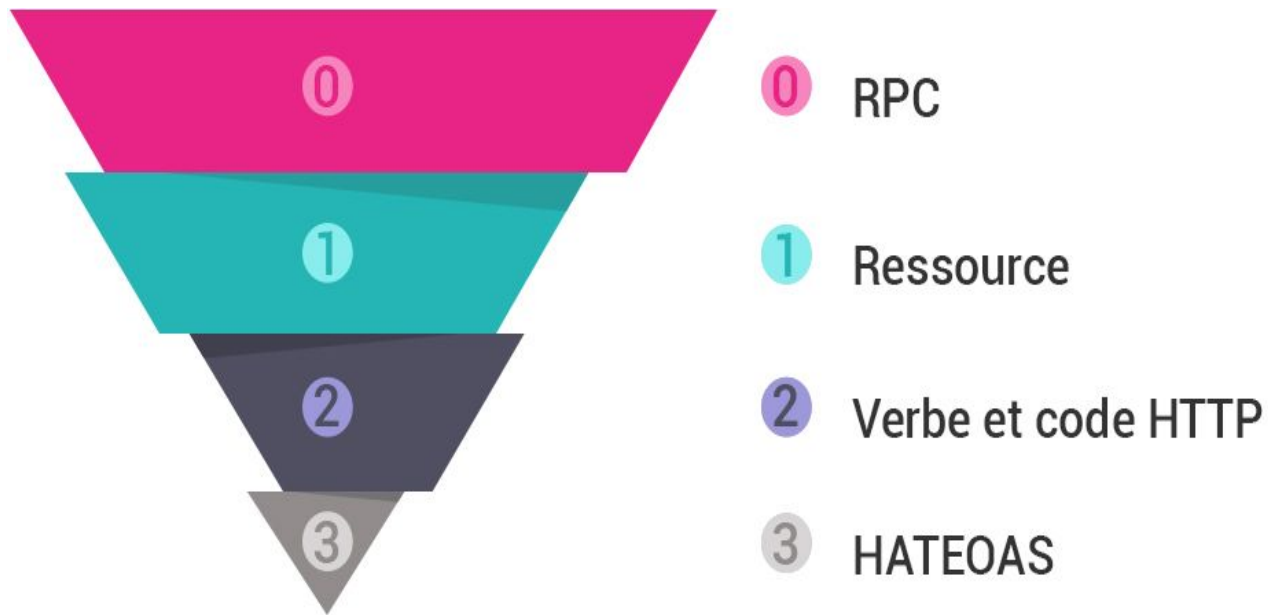 0
1
2
3
0 RPC
1 Ressource
2 Verbe et code HTTP
3 HATEOAS